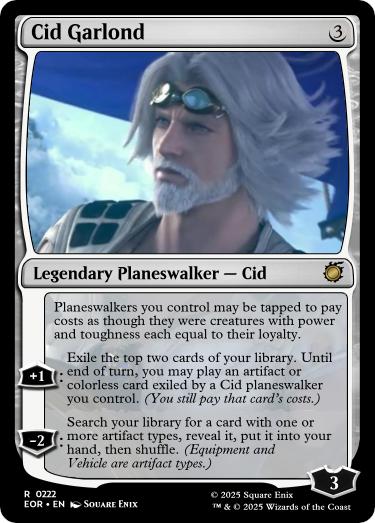 Cid Garlond 3
Legendary Planeswalker — Cid
Planeswalkers you control may be tapped to pay
costs as though they were creatures with power
and toughness each equal to their loyalty.
+1: Exile the top two cards of your library. Until
end of turn, you may play an artifact or
colorless card exiled by a Cid planeswalker
you control. (You still pay that card's costs.)
-2: Search your library for a card with one or
more artifact types, reveal it, put it into your
hand, then shuffle. (Equipment and
Vehicle are artifact types.)
3
R 0222
EOR • EN SQUARE ENIX
© 2025 Square Enix
™ & © 2025 Wizards of the Coast